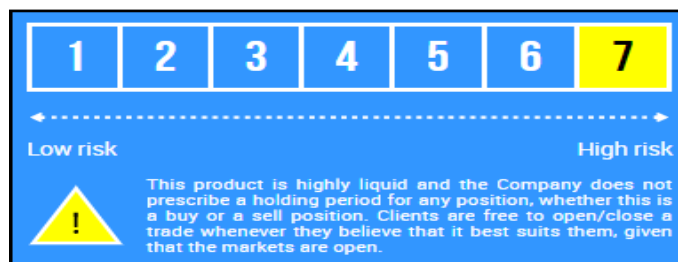 1 2 3 4 5 6 7
Low risk High risk
!
This product is highly liquid and the Company does not
prescribe a holding period for any position, whether this is
a buy or a sell position. Clients are free to open/close a
trade whenever they believe that it best suits them, given
that the markets are open.